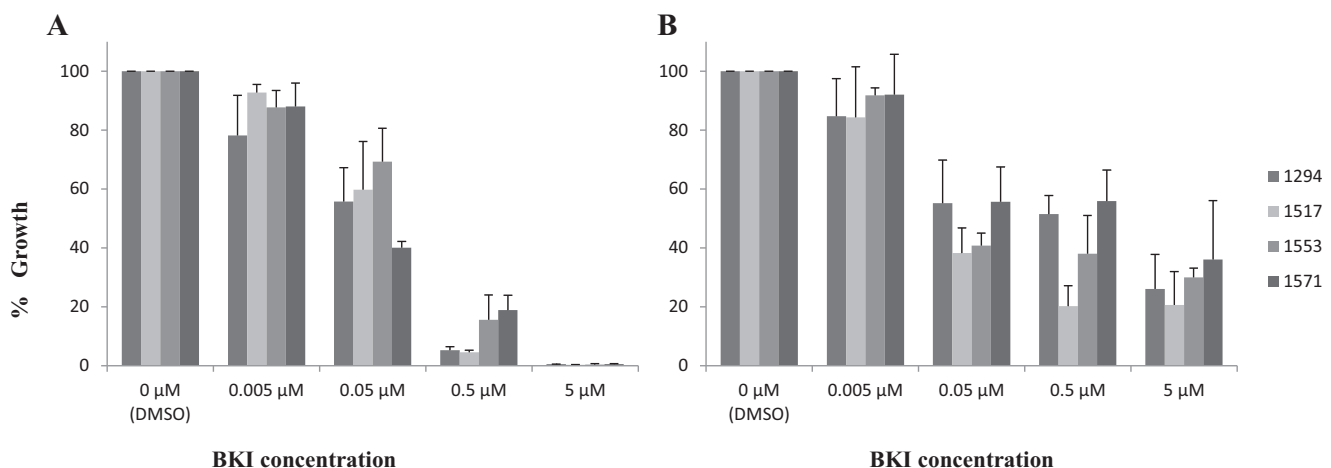 A
% Growth
100
80
60
40
20
0
0 µM
(DMSO)
0.005 µM
0.05 µM
0.5 µM
5 µM
BKI concentration
B
100
80
60
40
20
0
0 µM
(DMSO)
0.005 µM
0.05 µM
0.5 µM
5 µM
BKI concentration
1294
1517
1553
1571